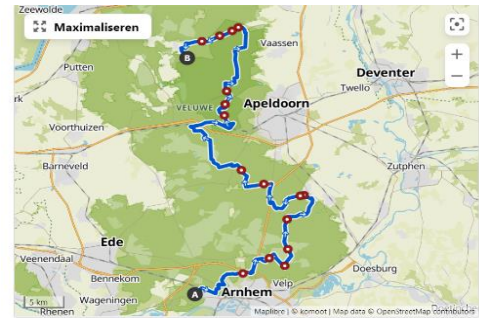 Zeewolde
Maximaliseren
Putten
Vaassen
B
+
−
Deventer
Twello
VELUWE
Apeldoorn
Voorthuizen
Barneveld
Zutphen
Ede
Veenendaal
Bennekom
A
Arnhem
Velp
Doesburg
Wageningen
5 km
Rhenen
Maplibre | © komoot | Map data © OpenStreetMap contributors